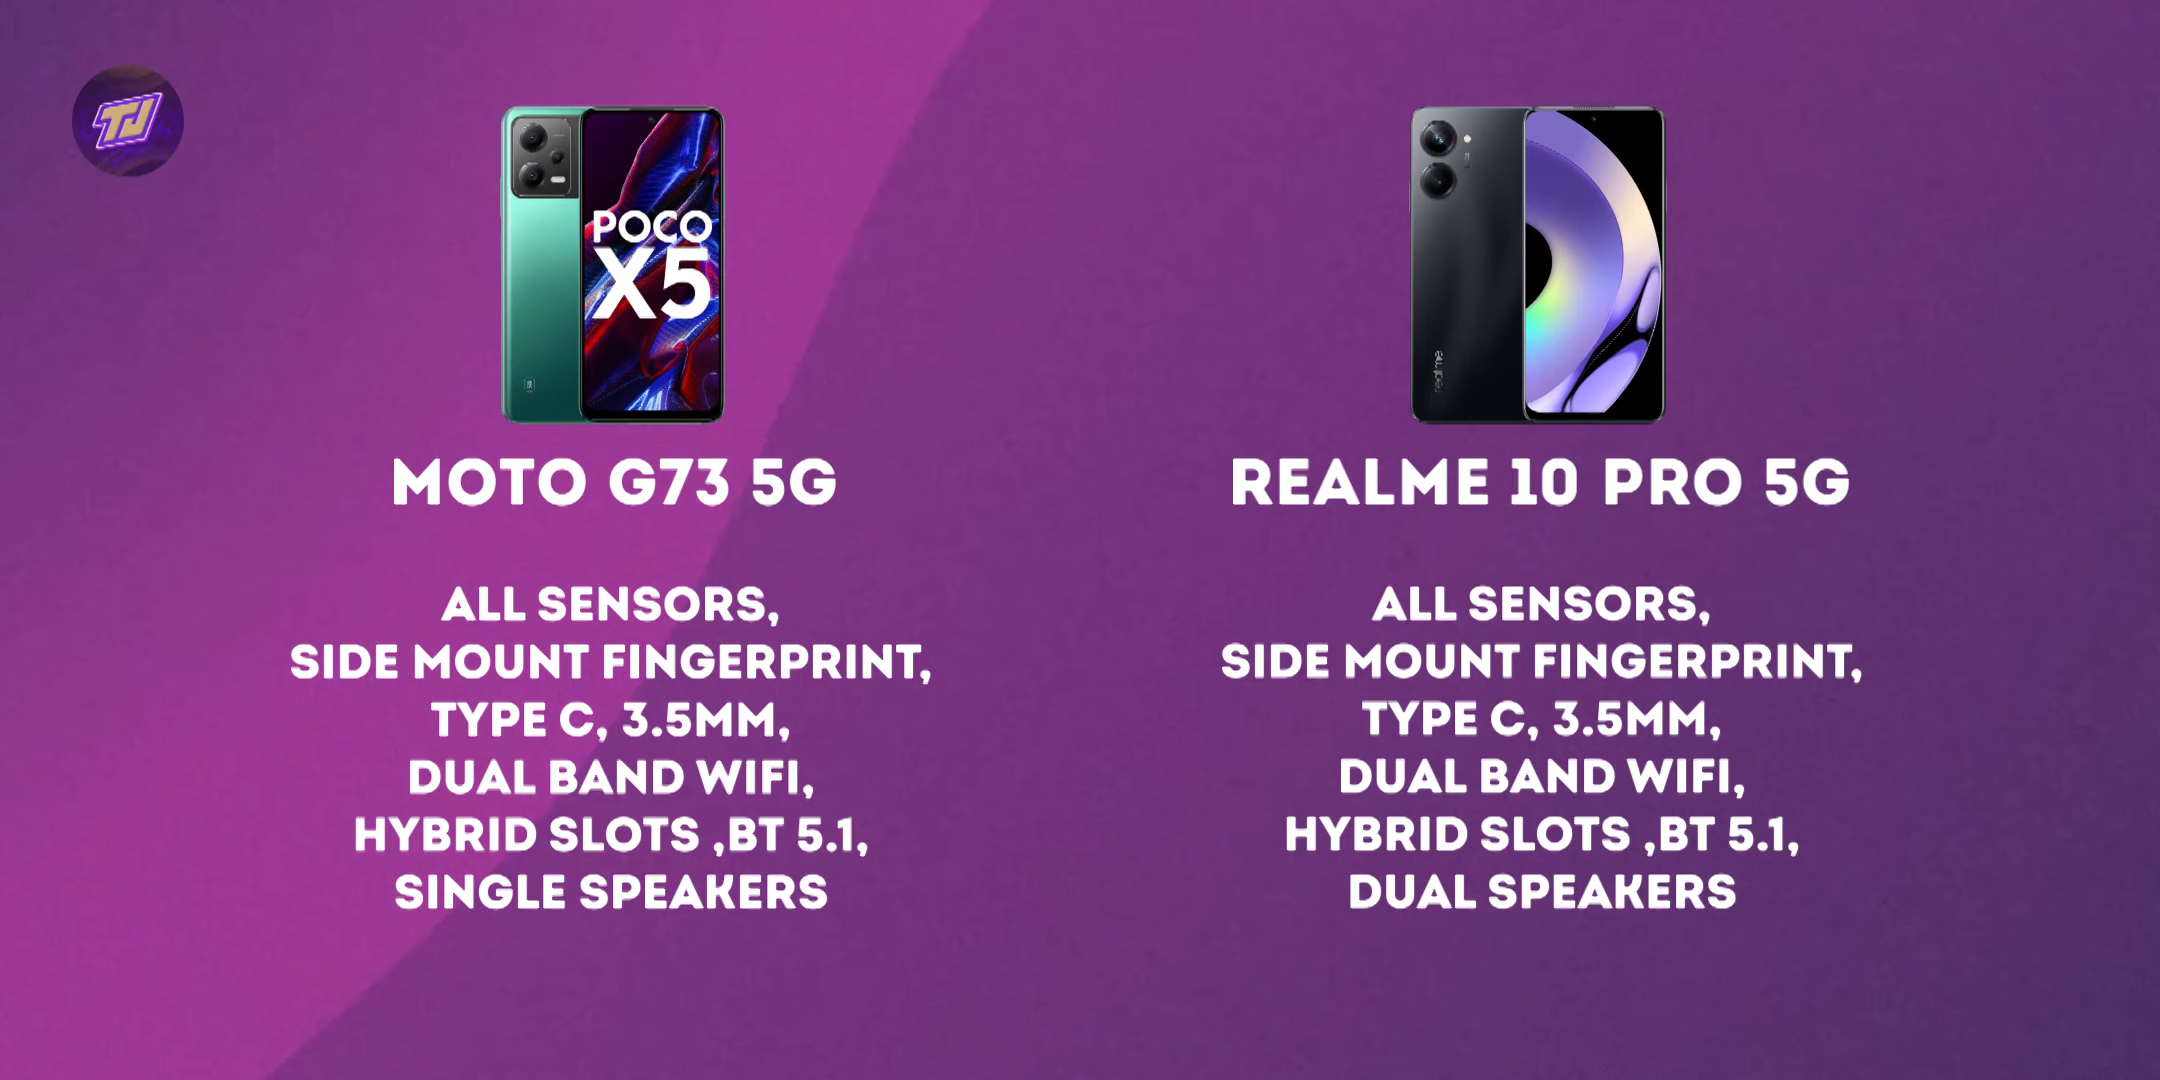 TJ
POCO
X5
realme
MOTO G73 5G
ALL SENSORS,
SIDE MOUNT FINGERPRINT,
TYPE C, 3.5MM,
DUAL BAND WIFI,
HYBRID SLOTS ,BT 5.1,
SINGLE SPEAKERS
REALME 10 PRO 5G
ALL SENSORS,
SIDE MOUNT FINGERPRINT,
TYPE C, 3.5MM,
DUAL BAND WIFI,
HYBRID SLOTS ,BT 5.1,
DUAL SPEAKERS